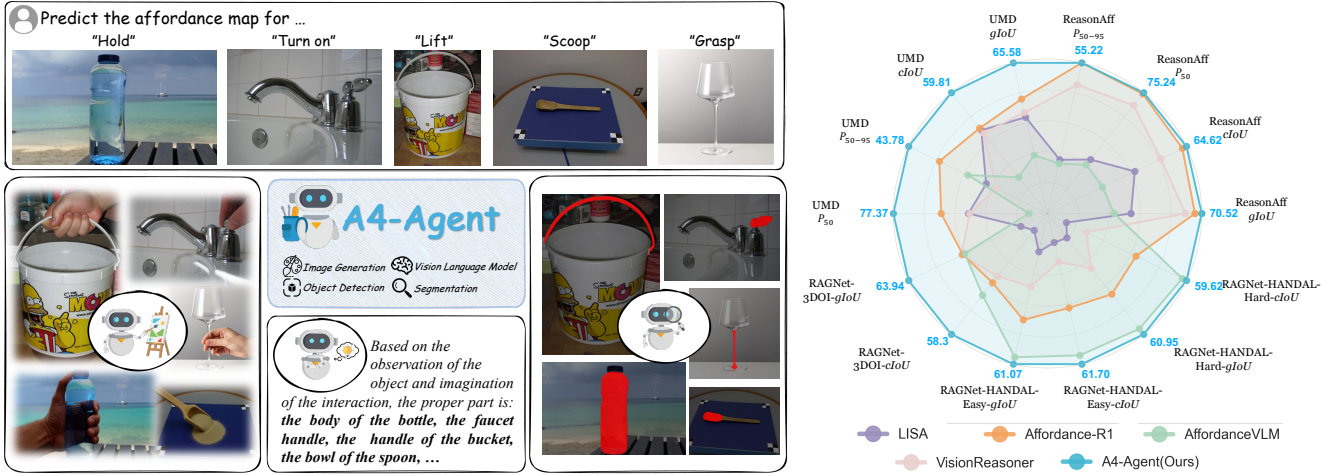 Predict the affordance map for …
"Hold"
"Turn on"
"Lift"
"Scoop"
"Grasp"
A4-Agent
Image Generation
Vision Language Model
Object Detection
Segmentation
Based on the
observation of the
object and imagination
of the interaction, the proper part is:
the body of the bottle, the faucet
handle, the handle of the bucket,
the bowl of the spoon, …
UMD
gIoU
65.58
ReasonAff
P50−95
55.22
ReasonAff
P50
75.24
ReasonAff
cIoU
64.62
ReasonAff
gIoU
70.52
RAGNet-HANDAL-
Hard-cIoU
59.62
RAGNet-HANDAL-
Hard-gIoU
60.95
RAGNet-HANDAL-
Easy-cIoU
61.70
RAGNet-HANDAL-
Easy-gIoU
61.07
RAGNet-
3DOI-cIoU
58.3
RAGNet-
3DOI-gIoU
63.94
UMD
P50
77.37
UMD
P50−95
43.78
UMD
cIoU
59.81
LISA
Affordance-R1
AffordanceVLM
VisionReasoner
A4-Agent(Ours)